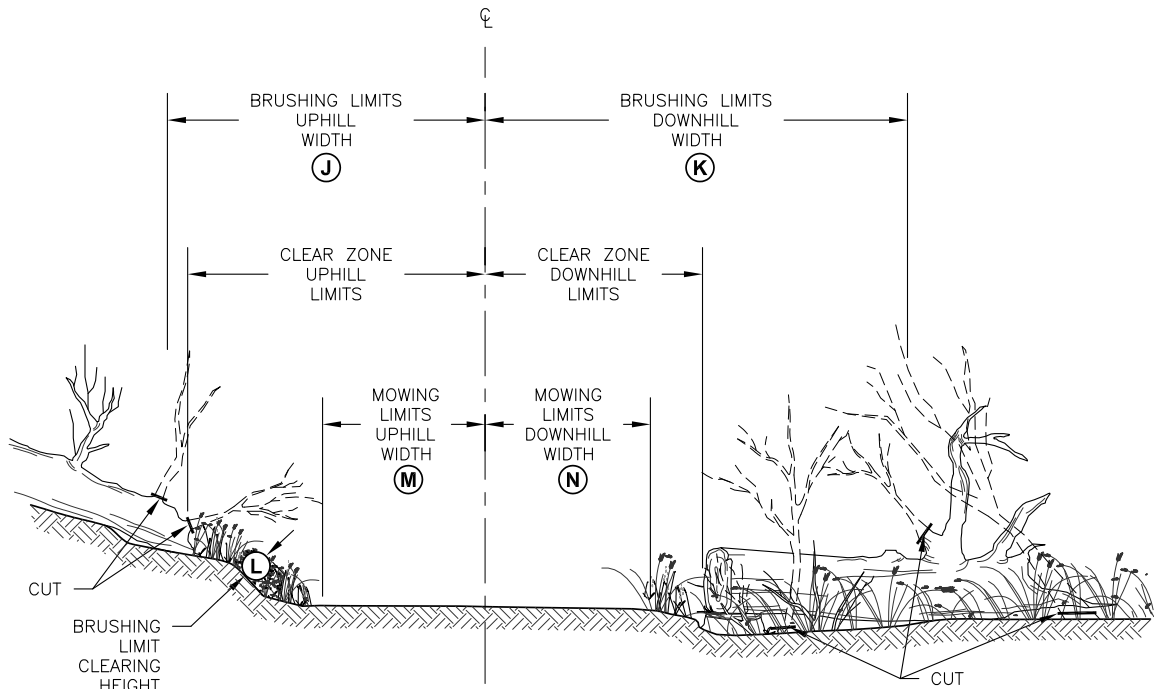 ℄
BRUSHING LIMITS
UPHILL
WIDTH
J
BRUSHING LIMITS
DOWNHILL
WIDTH
K
CLEAR ZONE
UPHILL
LIMITS
CLEAR ZONE
DOWNHILL
LIMITS
MOWING
LIMITS
UPHILL
WIDTH
M
MOWING
LIMITS
DOWNHILL
WIDTH
N
L
CUT
BRUSHING
LIMIT
CLEARING
HEIGHT
CUT